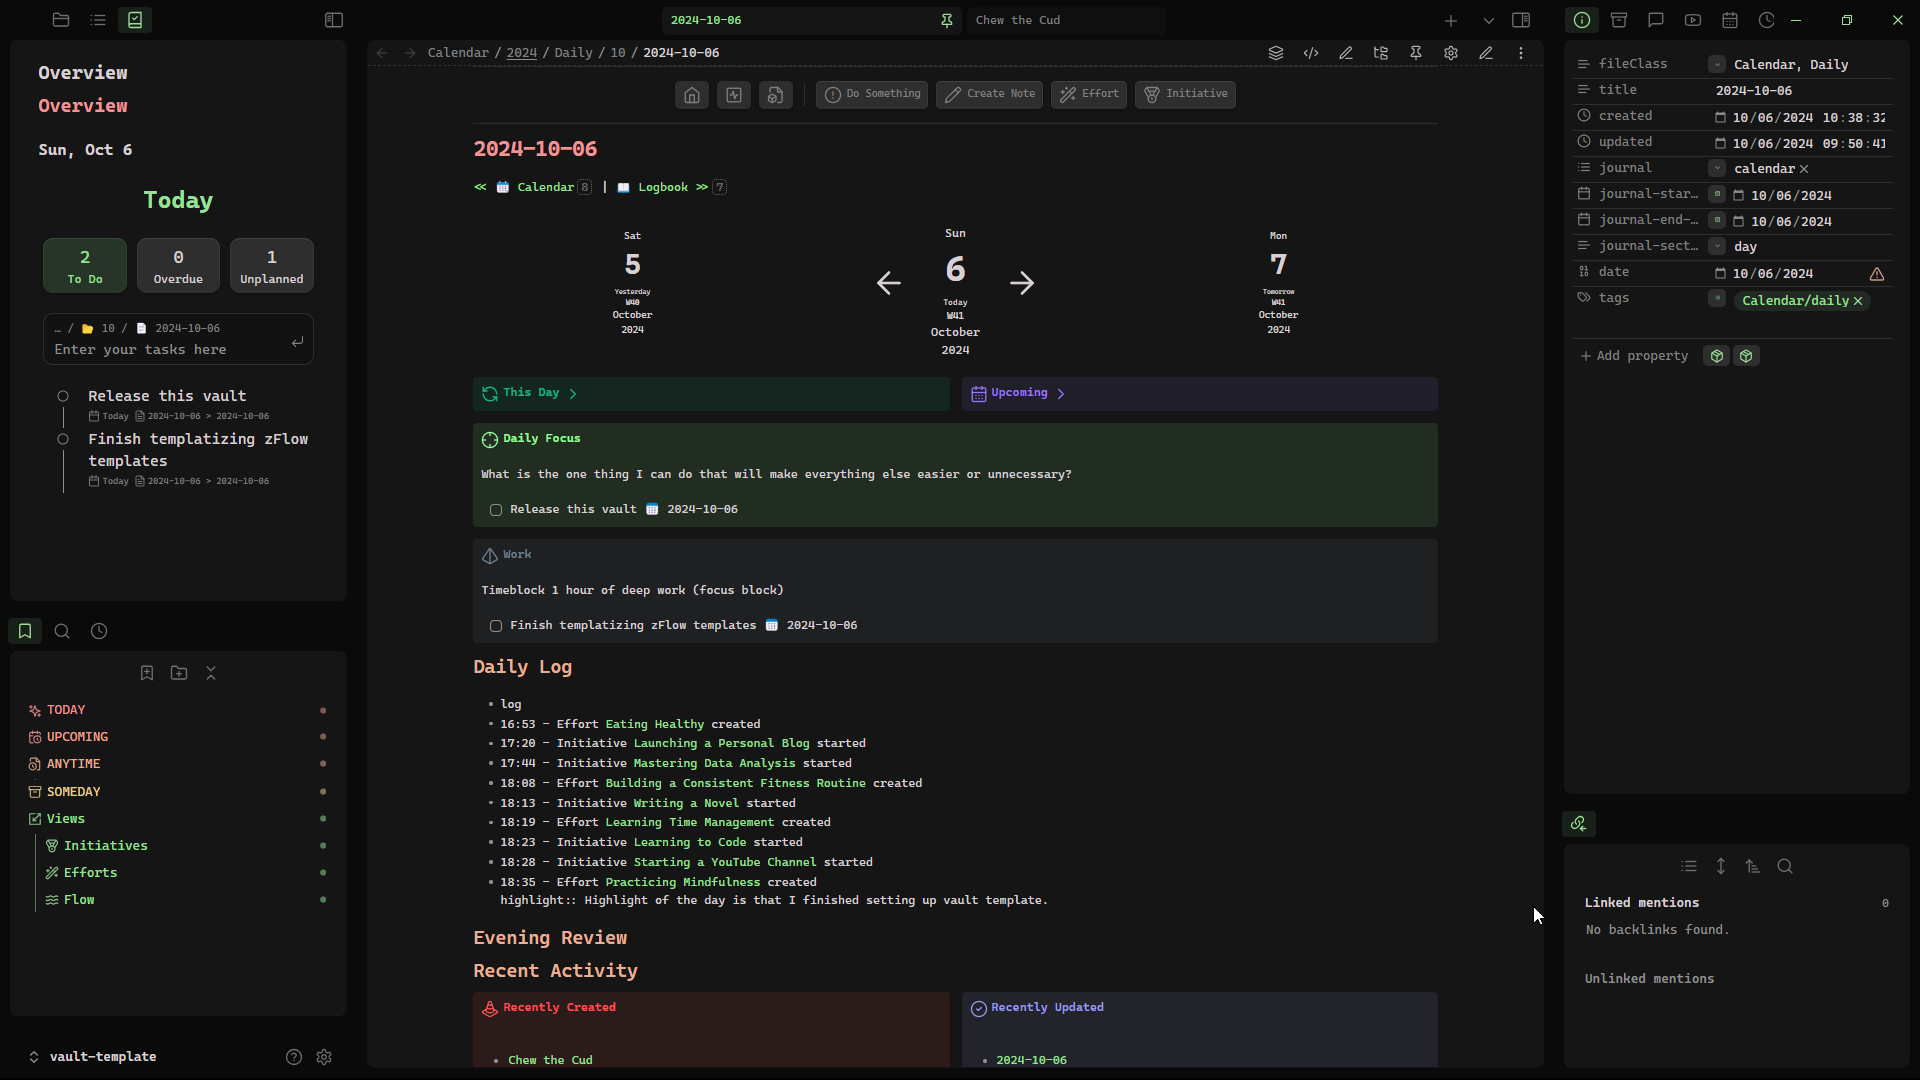 Overview
Overview
Sun, Oct 6
Today
2
To Do
0
Overdue
1
Unplanned
… / 10 / 2024-10-06
Enter your tasks here
Release this vault
Today 2024-10-06 > 2024-10-06
Finish templatizing zFlow
templates
Today 2024-10-06 > 2024-10-06
TODAY
UPCOMING
ANYTIME
SOMEDAY
Views
Initiatives
Efforts
Flow
vault-template
2024-10-06
Chew the Cud
Calendar / 2024 / Daily / 10 / 2024-10-06
Do Something
Create Note
Effort
Initiative
2024-10-06
<< Calendar 8 | Logbook >> 7
Sat
5
Yesterday
W40
October
2024
Sun
6
Today
W41
October
2024
Mon
7
Tomorrow
W41
October
2024
This Day
Upcoming
Daily Focus
What is the one thing I can do that will make everything else easier or unnecessary?
Release this vault 2024-10-06
Work
Timeblock 1 hour of deep work (focus block)
Finish templatizing zFlow templates 2024-10-06
Daily Log
log
16:53 - Effort Eating Healthy created
17:20 - Initiative Launching a Personal Blog started
17:44 - Initiative Mastering Data Analysis started
18:08 - Effort Building a Consistent Fitness Routine created
18:13 - Initiative Writing a Novel started
18:19 - Effort Learning Time Management created
18:23 - Initiative Learning to Code started
18:28 - Initiative Starting a YouTube Channel started
18:35 - Effort Practicing Mindfulness created
highlight:: Highlight of the day is that I finished setting up vault template.
Evening Review
Recent Activity
Recently Created
Chew the Cud
Recently Updated
2024-10-06
fileClass Calendar, Daily
title 2024-10-06
created 10/06/2024 10:38:32
updated 10/06/2024 09:50:41
journal calendar ×
journal-star… 10/06/2024
journal-end-… 10/06/2024
journal-sect… day
date 10/06/2024
tags Calendar/daily ×
+ Add property
Linked mentions 0
No backlinks found.
Unlinked mentions